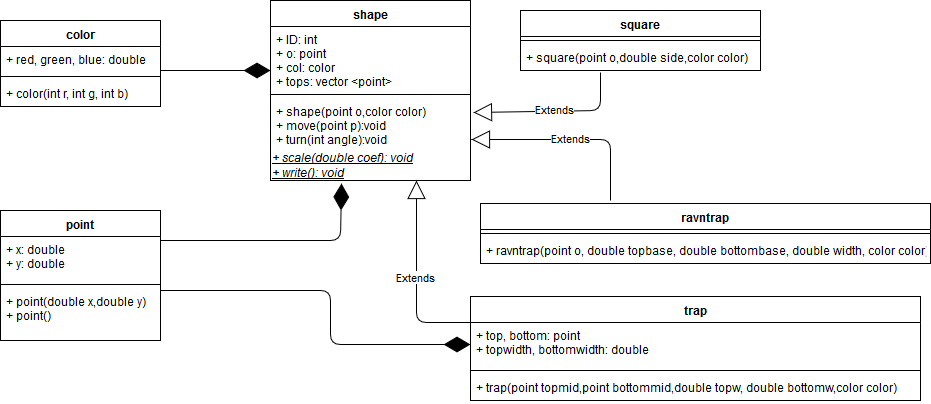 color
+ red, green, blue: double
+ color(int r, int g, int b)
shape
+ ID: int
+ o: point
+ col: color
+ tops: vector <point>
+ shape(point o,color color)
+ move(point p):void
+ turn(int angle):void
+ scale(double coef): void
+ write(): void
square
+ square(point o,double side,color color)
Extends
Extends
ravntrap
+ ravntrap(point o, double topbase, double bottombase, double width, color color
point
+ x: double
+ y: double
+ point(double x,double y)
+ point()
Extends
trap
+ top, bottom: point
+ topwidth, bottomwidth: double
+ trap(point topmid,point bottommid,double topw, double bottomw,color color)